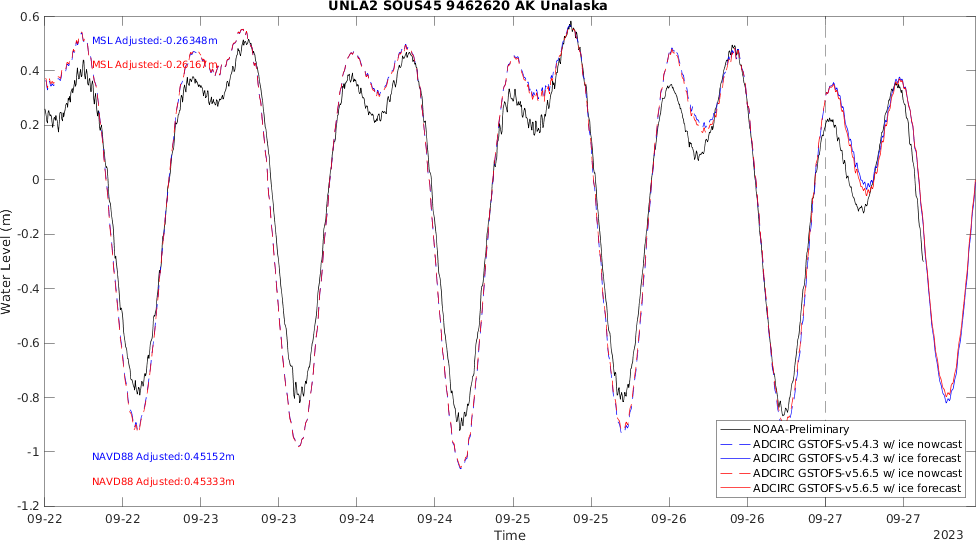 UNLA2 SOUS45 9462620 AK Unalaska
0.6
0.4
0.2
0
-0.2
-0.4
-0.6
-0.8
-1
-1.2
Water Level (m)
MSL Adjusted:-0.26348m
MSL Adjusted:-0.26167m
NAVD88 Adjusted:0.45152m
NAVD88 Adjusted:0.45333m
NOAA-Preliminary
ADCIRC GSTOFS-v5.4.3 w/ ice nowcast
ADCIRC GSTOFS-v5.4.3 w/ ice forecast
ADCIRC GSTOFS-v5.6.5 w/ ice nowcast
ADCIRC GSTOFS-v5.6.5 w/ ice forecast
09-22 09-22 09-23 09-23 09-24 09-24 09-25 09-25 09-26 09-26 09-27 09-27
Time
2023